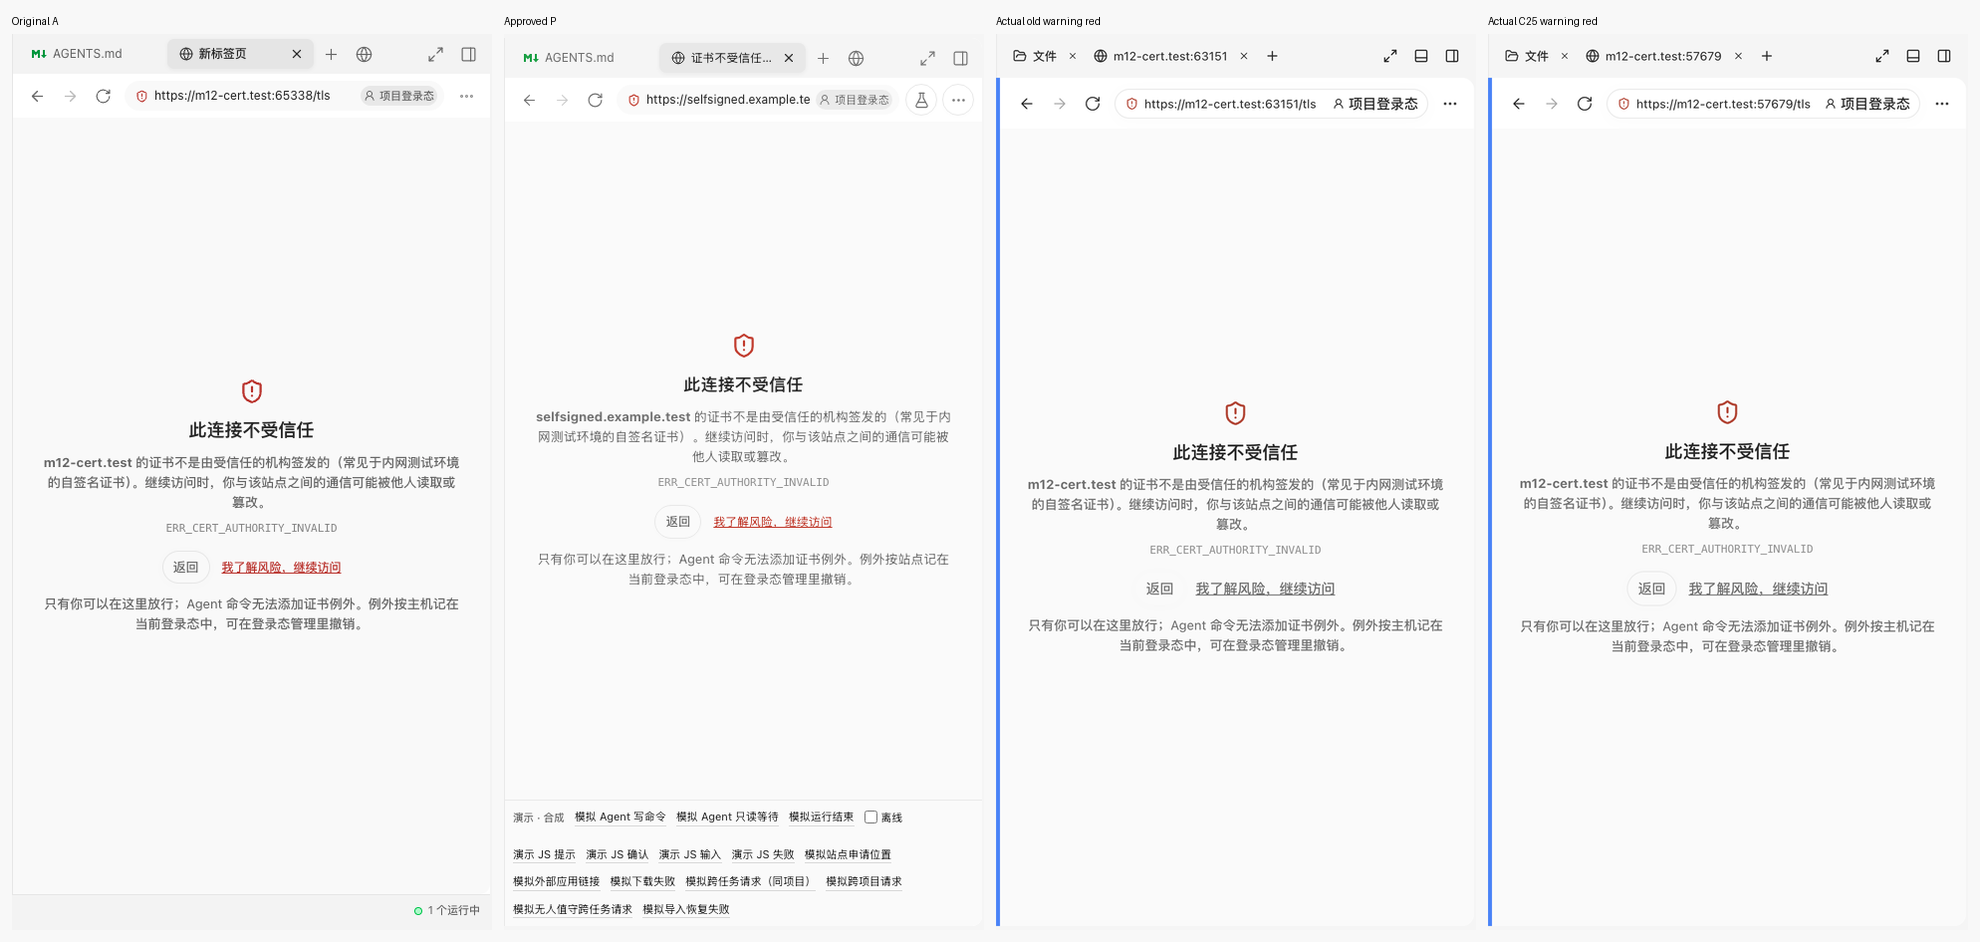 Original A
AGENTS.md
新标签页
https://m12-cert.test:65338/tls
项目登录态
此连接不受信任
m12-cert.test 的证书不是由受信任的机构签发的（常见于内网测试环境
的自签名证书）。继续访问时，你与该站点之间的通信可能被他人读取或
篡改。
ERR_CERT_AUTHORITY_INVALID
返回 我了解风险，继续访问
只有你可以在这里放行；Agent 命令无法添加证书例外。例外按主机记在
当前登录态中，可在登录态管理里撤销。
1 个运行中
Approved P
AGENTS.md
证书不受信任...
https://selfsigned.example.te
项目登录态
此连接不受信任
selfsigned.example.test 的证书不是由受信任的机构签发的（常见于内
网测试环境的自签名证书）。继续访问时，你与该站点之间的通信可能被
他人读取或篡改。
ERR_CERT_AUTHORITY_INVALID
返回 我了解风险，继续访问
只有你可以在这里放行；Agent 命令无法添加证书例外。例外按站点记在
当前登录态中，可在登录态管理里撤销。
演示 · 合成 模拟 Agent 写命令 模拟 Agent 只读等待 模拟运行结束 离线
演示 JS 提示 演示 JS 确认 演示 JS 输入 演示 JS 失败 模拟站点申请位置
模拟外部应用链接 模拟下载失败 模拟跨任务请求（同项目） 模拟跨项目请求
模拟无人值守跨任务请求 模拟导入恢复失败
Actual old warning red
文件 m12-cert.test:63151
https://m12-cert.test:63151/tls 项目登录态
此连接不受信任
m12-cert.test 的证书不是由受信任的机构签发的（常见于内网测试环境
的自签名证书）。继续访问时，你与该站点之间的通信可能被他人读取或
篡改。
ERR_CERT_AUTHORITY_INVALID
返回 我了解风险，继续访问
只有你可以在这里放行；Agent 命令无法添加证书例外。例外按主机记在
当前登录态中，可在登录态管理里撤销。
Actual C25 warning red
文件 m12-cert.test:57679
https://m12-cert.test:57679/tls 项目登录态
此连接不受信任
m12-cert.test 的证书不是由受信任的机构签发的（常见于内网测试环境
的自签名证书）。继续访问时，你与该站点之间的通信可能被他人读取或
篡改。
ERR_CERT_AUTHORITY_INVALID
返回 我了解风险，继续访问
只有你可以在这里放行；Agent 命令无法添加证书例外。例外按主机记在
当前登录态中，可在登录态管理里撤销。